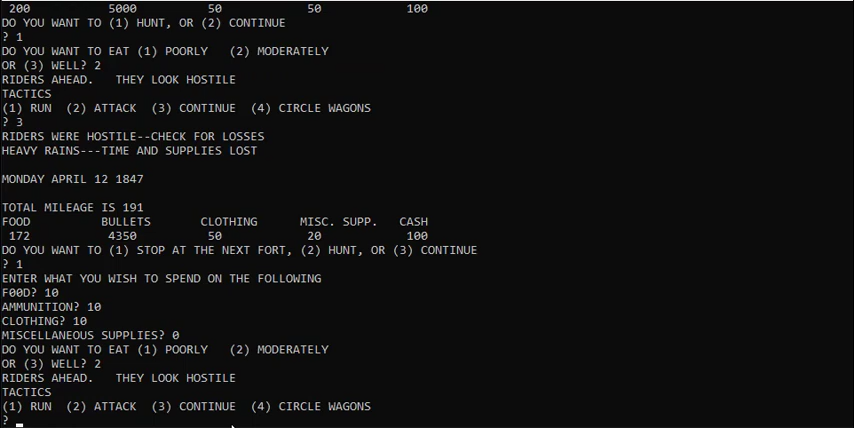 200 5000 50 50 100
DO YOU WANT TO (1) HUNT, OR (2) CONTINUE
? 1
DO YOU WANT TO EAT (1) POORLY (2) MODERATELY
OR (3) WELL? 2
RIDERS AHEAD. THEY LOOK HOSTILE
TACTICS
(1) RUN (2) ATTACK (3) CONTINUE (4) CIRCLE WAGONS
? 3
RIDERS WERE HOSTILE--CHECK FOR LOSSES
HEAVY RAINS---TIME AND SUPPLIES LOST
MONDAY APRIL 12 1847
TOTAL MILEAGE IS 191
FOOD BULLETS CLOTHING MISC. SUPP. CASH
172 4350 50 20 100
DO YOU WANT TO (1) STOP AT THE NEXT FORT, (2) HUNT, OR (3) CONTINUE
? 1
ENTER WHAT YOU WISH TO SPEND ON THE FOLLOWING
F00D? 10
AMMUNITION? 10
CLOTHING? 10
MISCELLANEOUS SUPPLIES? 0
DO YOU WANT TO EAT (1) POORLY (2) MODERATELY
OR (3) WELL? 2
RIDERS AHEAD. THEY LOOK HOSTILE
TACTICS
(1) RUN (2) ATTACK (3) CONTINUE (4) CIRCLE WAGONS
?